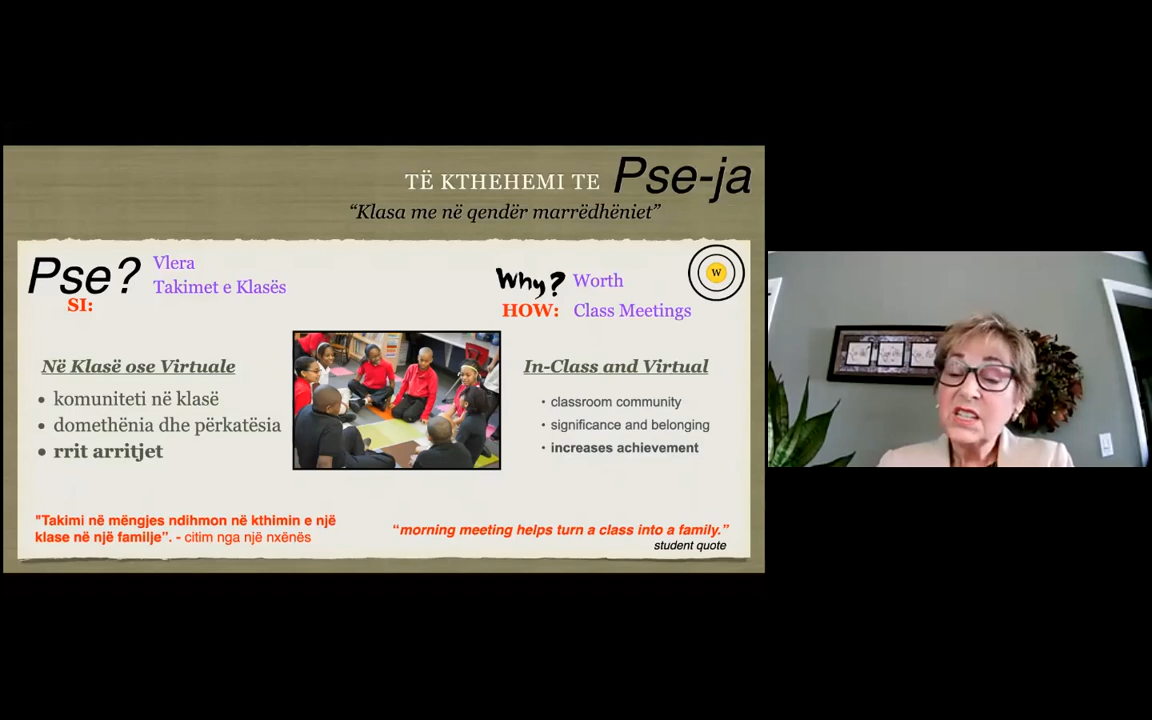 TË KTHEHEMI TE Pse-ja
“Klasa me në qendër marrëdhëniet”
Pse?
Vlera
Takimet e Klasës
SI:
Why? Worth
HOW: Class Meetings
W
Në Klasë ose Virtuale
• komuniteti në klasë
• domethënia dhe përkatësia
• rrit arritjet
In-Class and Virtual
• classroom community
• significance and belonging
• increases achievement
"Takimi në mëngjes ndihmon në kthimin e një
klase në një familje”. - citim nga një nxënës
“morning meeting helps turn a class into a family.”
student quote